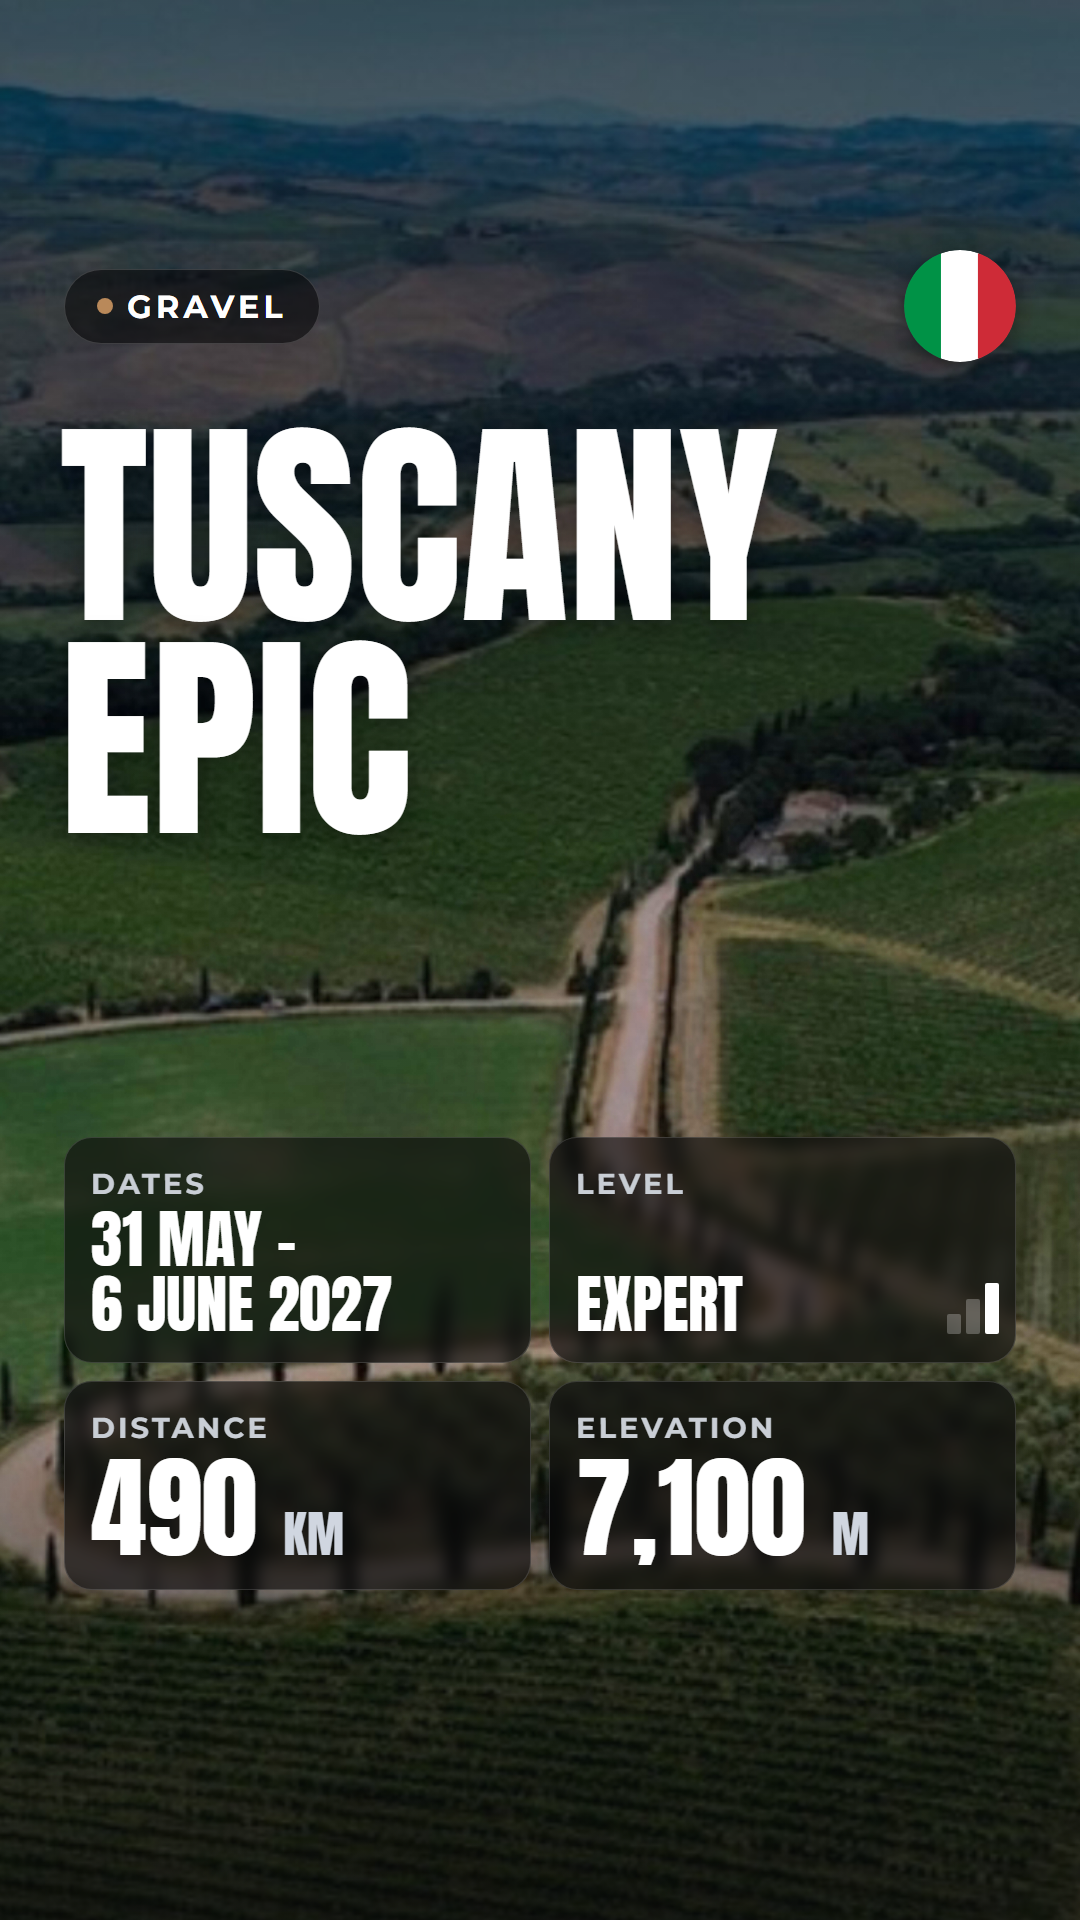 GRAVEL
TUSCANY
EPIC
DATES
31 MAY -
6 JUNE 2027
LEVEL
EXPERT
DISTANCE
490 KM
ELEVATION
7,100 M